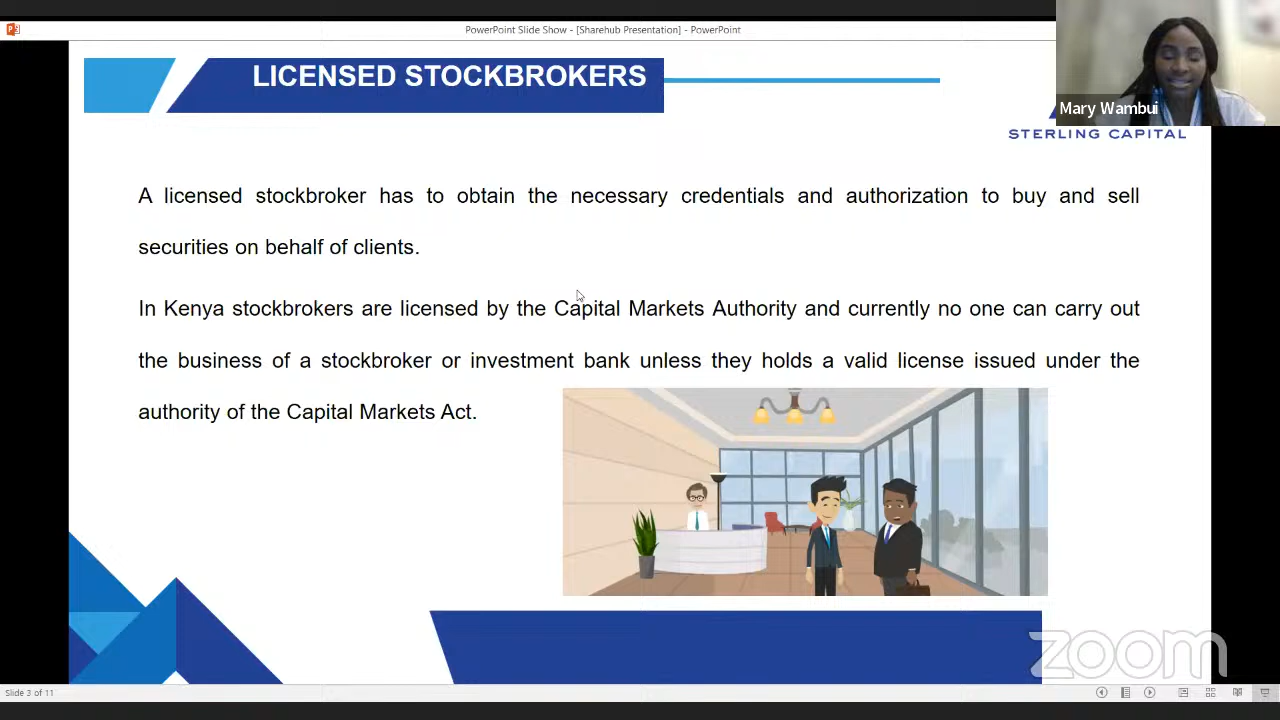 PowerPoint Slide Show - [Sharehub Presentation] - PowerPoint
LICENSED STOCKBROKERS
Mary Wambui
STERLING CAPITAL
A licensed stockbroker has to obtain the necessary credentials and authorization to buy and sell
securities on behalf of clients.
In Kenya stockbrokers are licensed by the Capital Markets Authority and currently no one can carry out
the business of a stockbroker or investment bank unless they holds a valid license issued under the
authority of the Capital Markets Act.
zoom
Slide 3 of 11